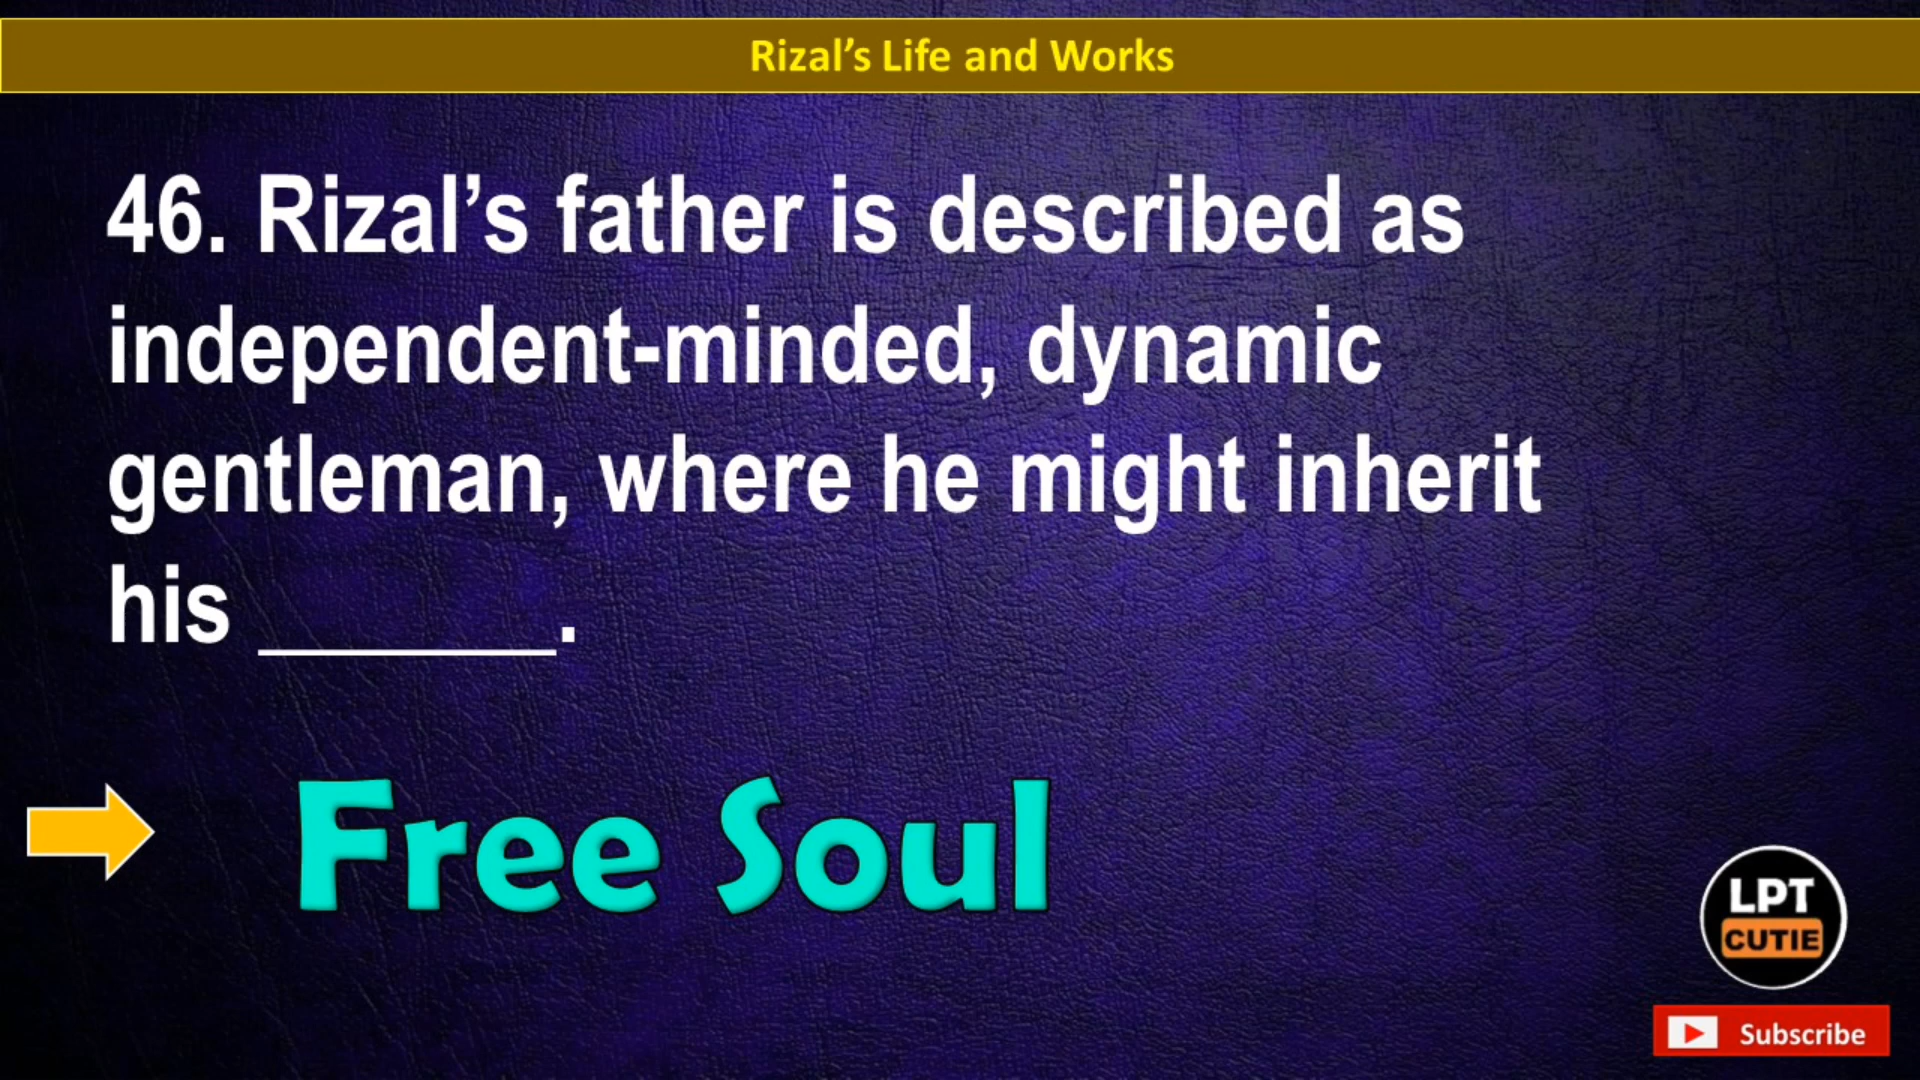 Rizal’s Life and Works
46. Rizal’s father is described as
independent-minded, dynamic
gentleman, where he might inherit
his ________.
Free Soul
LPT
CUTIE
Subscribe